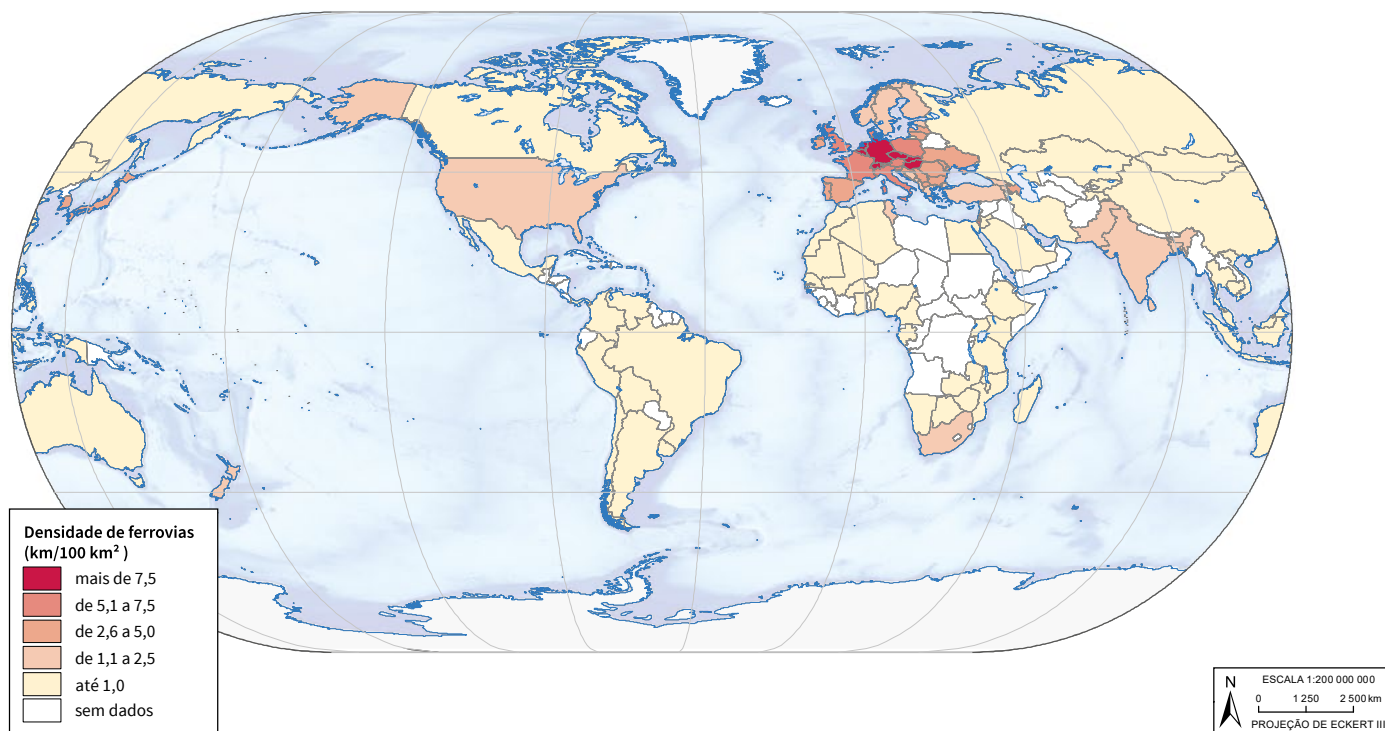 Densidade de ferrovias
(km/100 km² )
mais de 7,5
de 5,1 a 7,5
de 2,6 a 5,0
de 1,1 a 2,5
até 1,0
sem dados
N
ESCALA 1:200 000 000
0 1 250 2 500 km
PROJEÇÃO DE ECKERT III